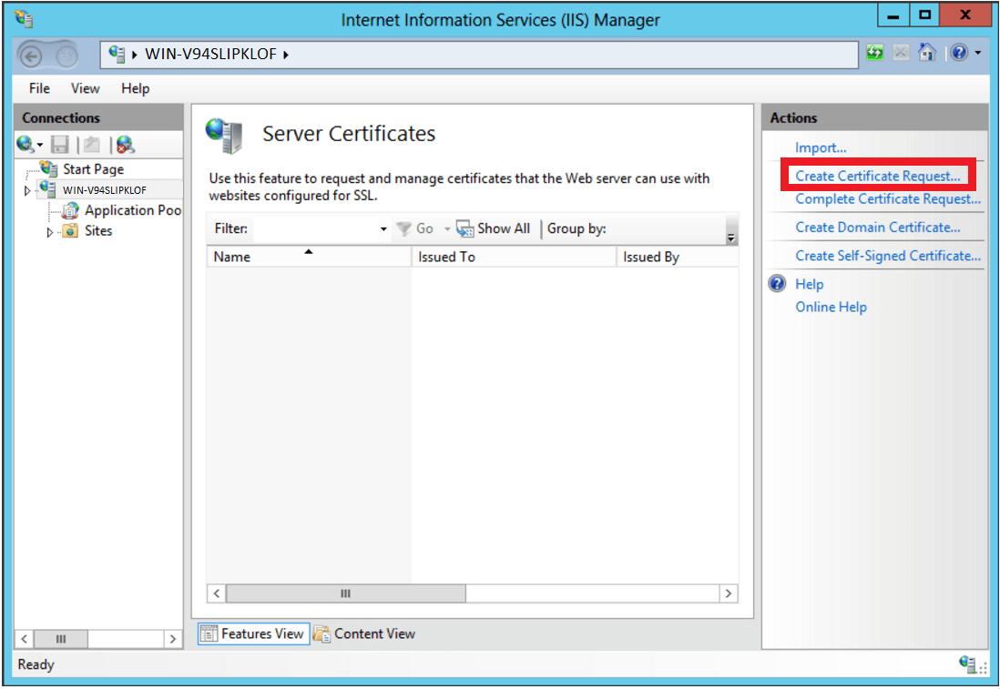 Internet Information Services (IIS) Manager
WIN-V94SLIPKLOF
File View Help
Connections
Start Page
WIN-V94SLIPKLOF
Application Poo
Sites
Server Certificates
Use this feature to request and manage certificates that the Web server can use with
websites configured for SSL.
Filter: Go Show All Group by:
Name Issued To Issued By
Features View Content View
Actions
Import...
Create Certificate Request...
Complete Certificate Request...
Create Domain Certificate...
Create Self-Signed Certificate...
Help
Online Help
Ready